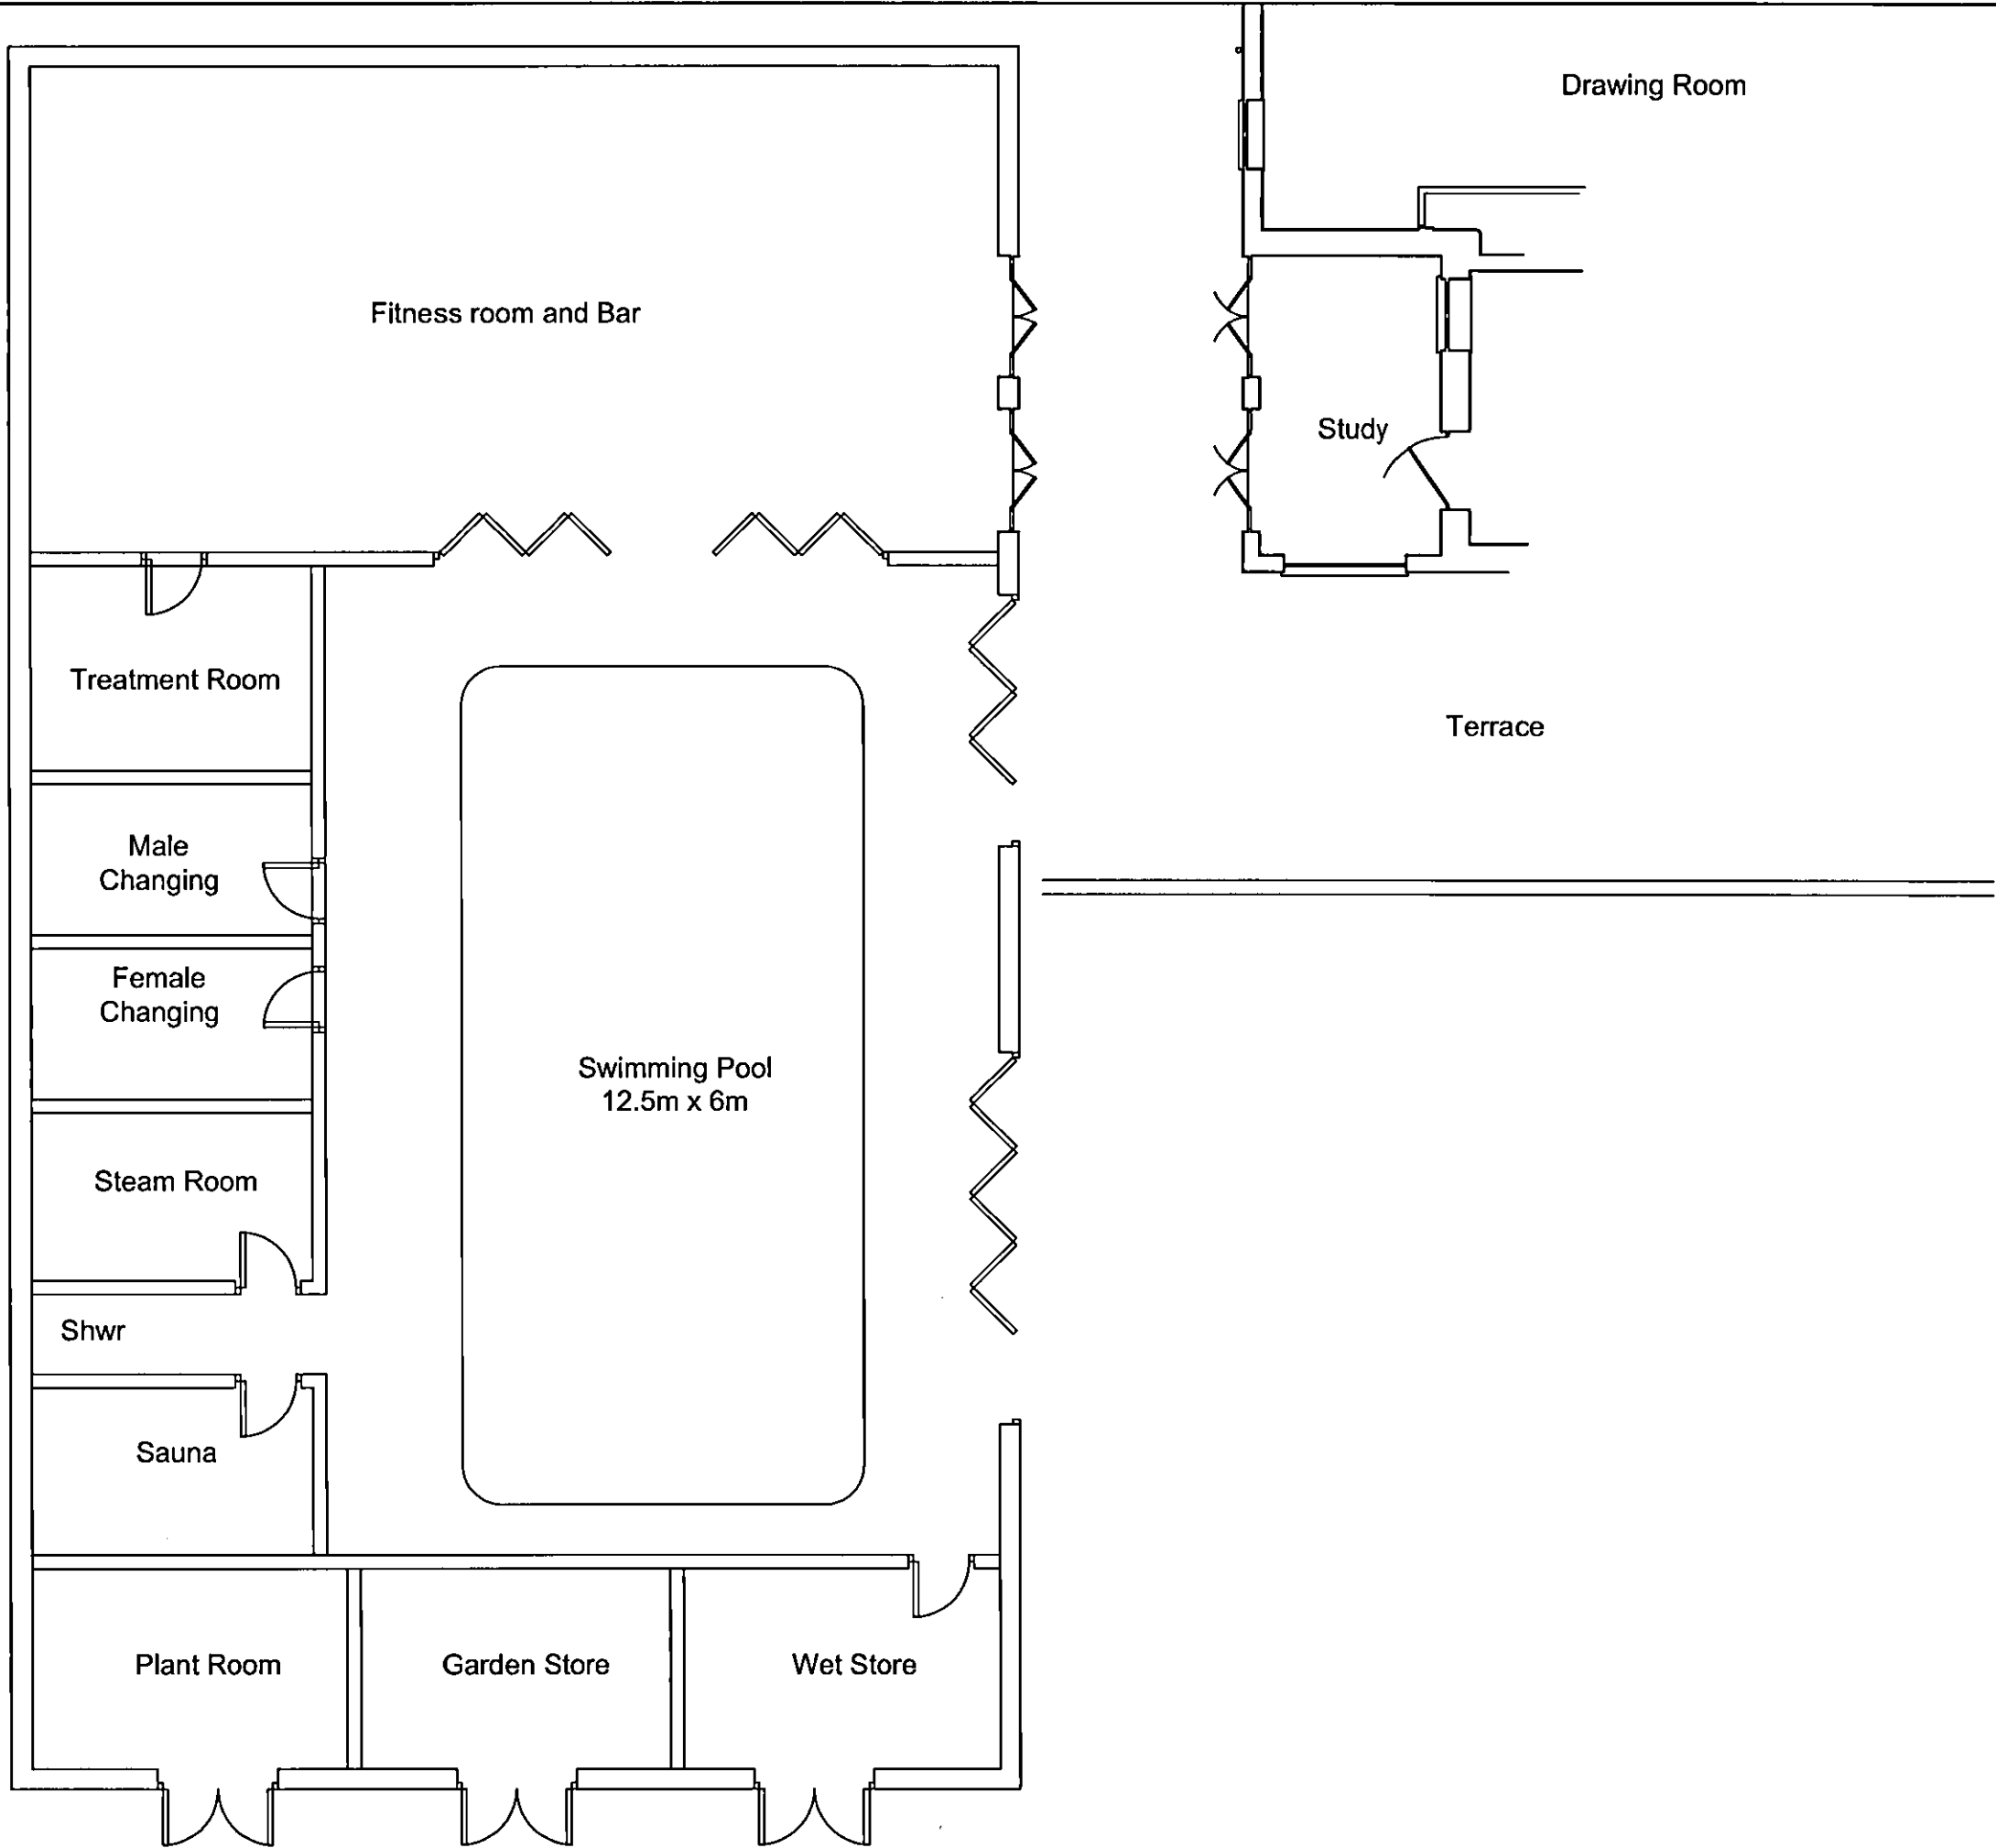 Drawing Room
Fitness room and Bar
Study
Treatment Room
Terrace
Male
Changing
Female
Changing
Swimming Pool
12.5m x 6m
Steam Room
Shwr
Sauna
Plant Room
Garden Store
Wet Store